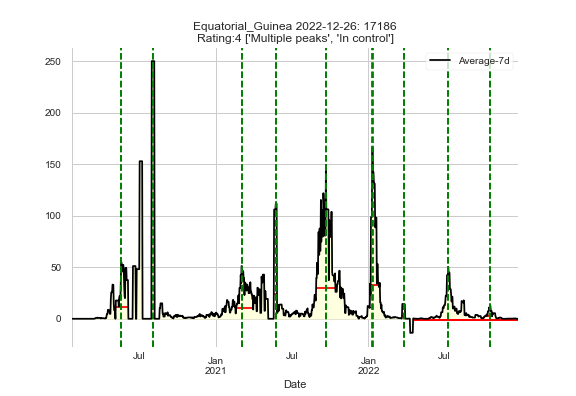 Equatorial_Guinea 2022-12-26: 17186
Rating:4 ['Multiple peaks', 'In control']
Average-7d
250
200
150
100
50
0
Jul
Jan
2021
Jul
Jan
2022
Jul
Date